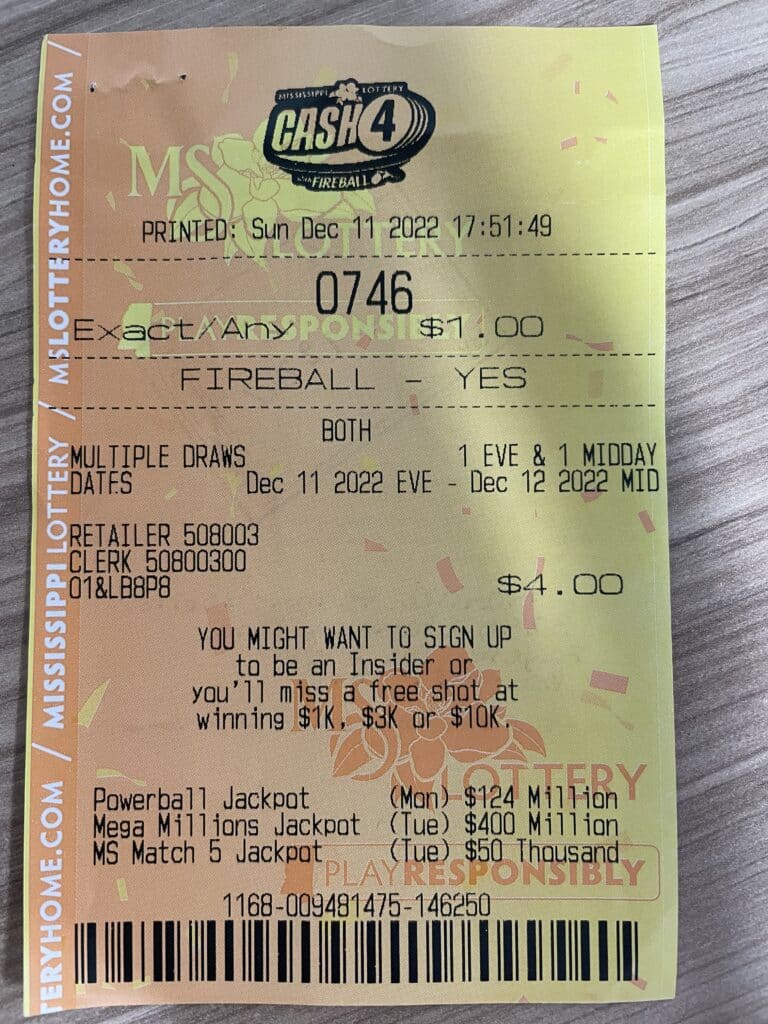 MISSISSIPPI LOTTERY
CASH 4
with FIREBALL
MS
LOTTERY
PRINTED: Sun Dec 11 2022 17:51:49
0746
PLAY RESPONSIBLY
Exact/Any $1.00
FIREBALL - YES
BOTH
MULTIPLE DRAWS 1 EVE & 1 MIDDAY
DATES Dec 11 2022 EVE - Dec 12 2022 MID
RETAILER 508003
CLERK 50800300
01&LB8P8 $4.00
YOU MIGHT WANT TO SIGN UP
to be an Insider or
you'll miss a free shot at
winning $1K, $3K or $10K.
MS
LOTTERY
Powerball Jackpot (Mon) $124 Million
Mega Millions Jackpot (Tue) $400 Million
MS Match 5 Jackpot (Tue) $50 Thousand
PLAYRESPONSIBLY
1168-009481475-146250
TERYHOME.COM / MISSISSIPPI LOTTERY / MSLOTTERYHOME.COM /